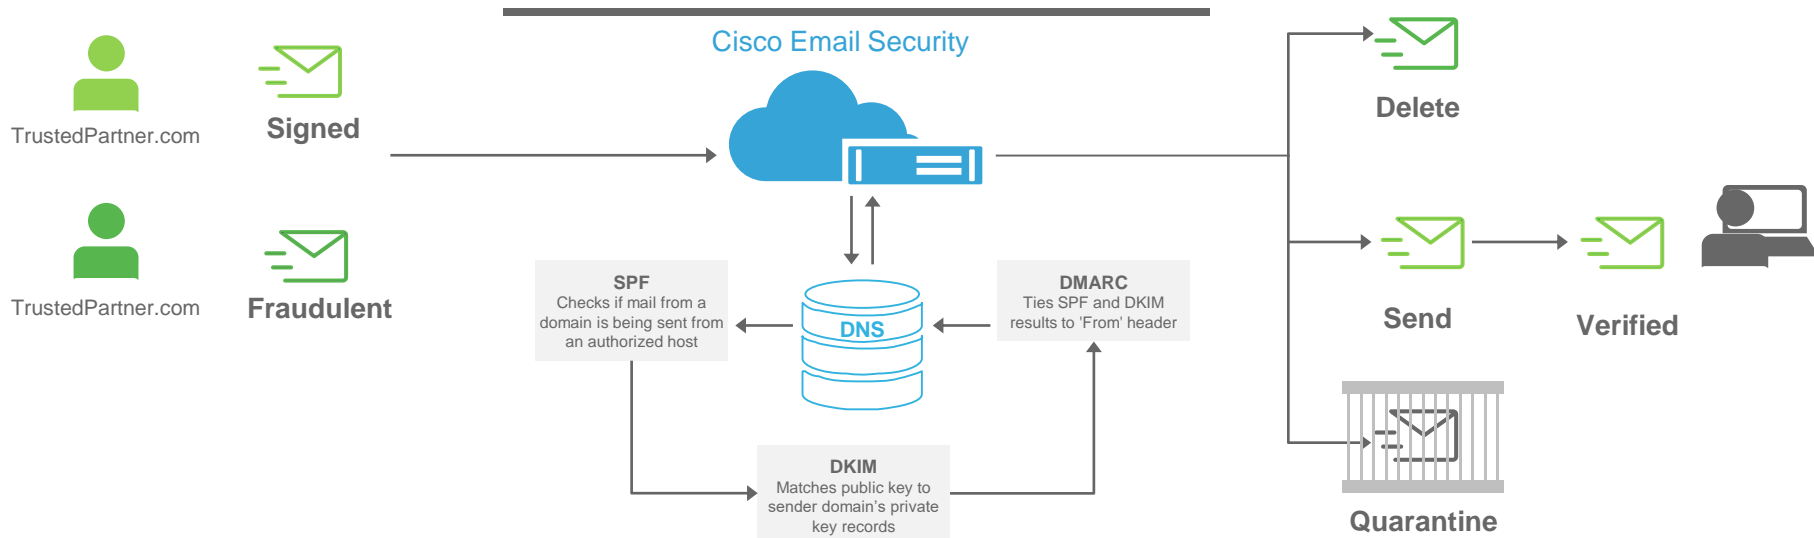 Cisco Email Security
TrustedPartner.com
Signed
TrustedPartner.com
Fraudulent
SPF
Checks if mail from a
domain is being sent from
an authorized host
DNS
DMARC
Ties SPF and DKIM
results to 'From' header
DKIM
Matches public key to
sender domain’s private
key records
Delete
Send
Verified
Quarantine